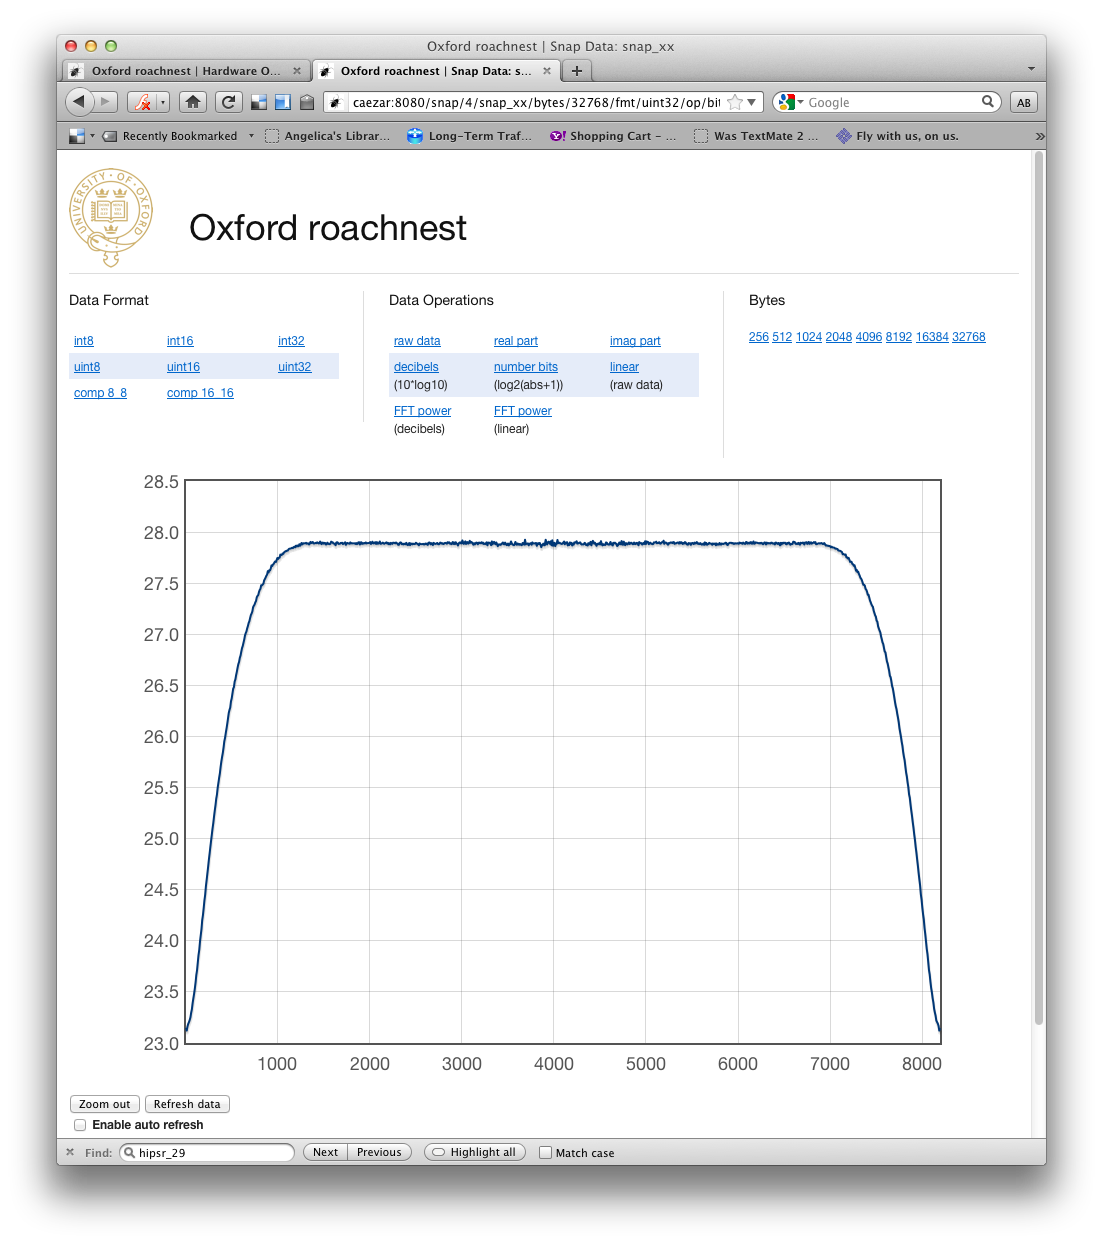 Oxford roachnest | Snap Data: snap_xx
Oxford roachnest | Hardware O... Oxford roachnest | Snap Data: s...
caezar:8080/snap/4/snap_xx/bytes/32768/fmt/uint32/op/bit Google AB
Recently Bookmarked Angelica's Librar... Long-Term Traf... Shopping Cart - ... Was TextMate 2 ... Fly with us, on us. »
UNIVERSITY · OF · OXFORD
Oxford roachnest
Data Format Data Operations Bytes
int8 int16 int32 raw data real part imag part 256 512 1024 2048 4096 8192 16384 32768
uint8 uint16 uint32 decibels number bits linear
(10*log10) (log2(abs+1)) (raw data)
comp 8_8 comp 16_16 FFT power FFT power
(decibels) (linear)
28.5
28.0
27.5
27.0
26.5
26.0
25.5
25.0
24.5
24.0
23.5
23.0
1000 2000 3000 4000 5000 6000 7000 8000
Zoom out Refresh data
Enable auto refresh
Find: hipsr_29 Next Previous Highlight all Match case